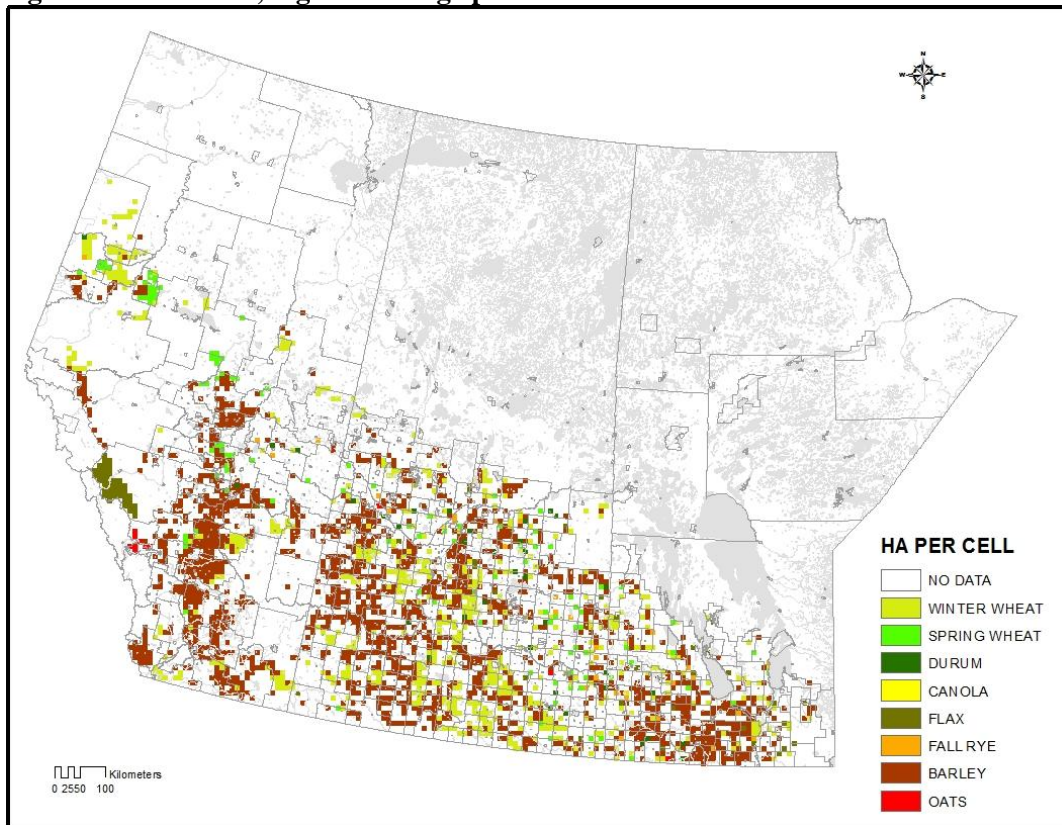 N
W E
S
HA PER CELL
NO DATA
WINTER WHEAT
SPRING WHEAT
DURUM
CANOLA
FLAX
FALL RYE
BARLEY
OATS
Kilometers
0 2550 100